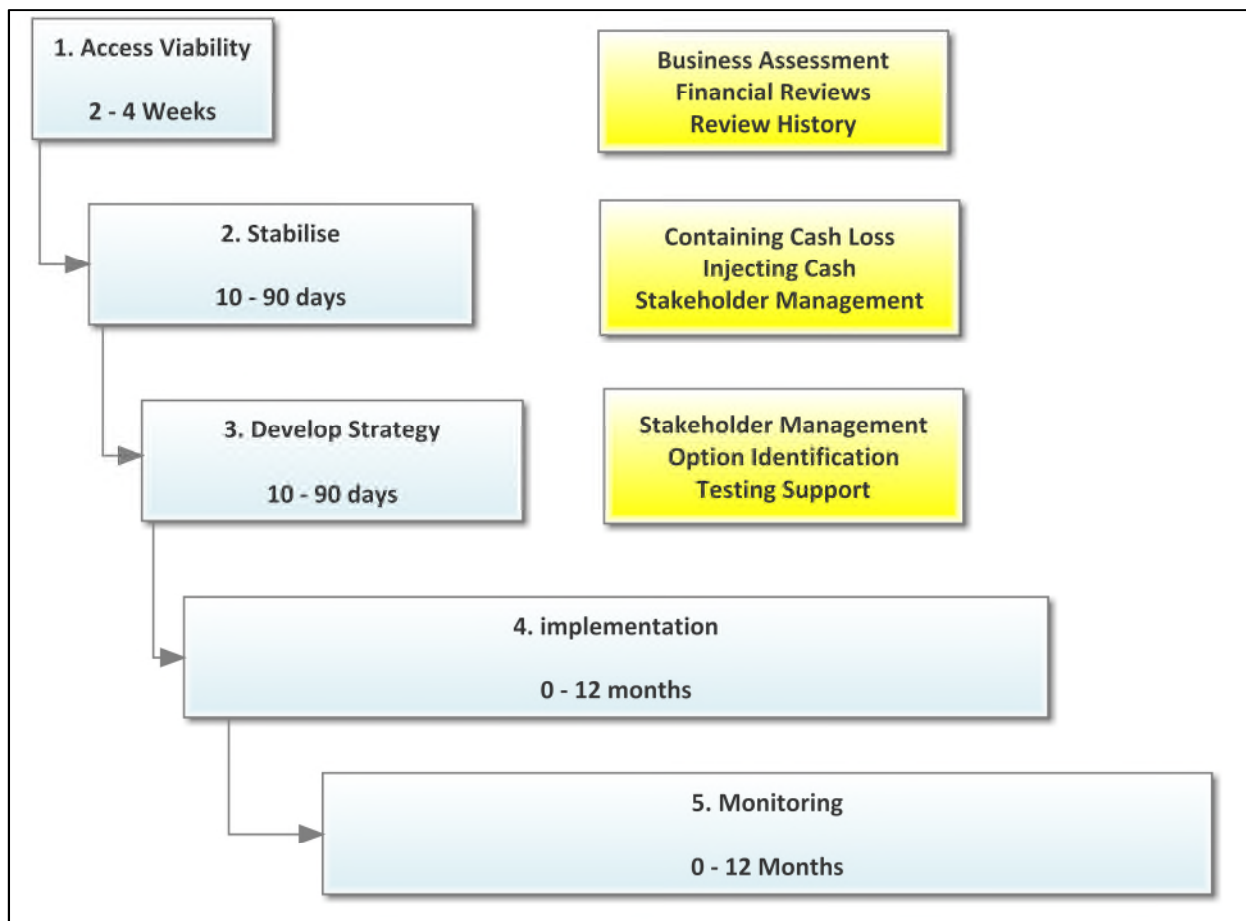 1. Access Viability
2 - 4 Weeks
Business Assessment
Financial Reviews
Review History
2. Stabilise
10 - 90 days
Containing Cash Loss
Injecting Cash
Stakeholder Management
3. Develop Strategy
10 - 90 days
Stakeholder Management
Option Identification
Testing Support
4. implementation
0 - 12 months
5. Monitoring
0 - 12 Months